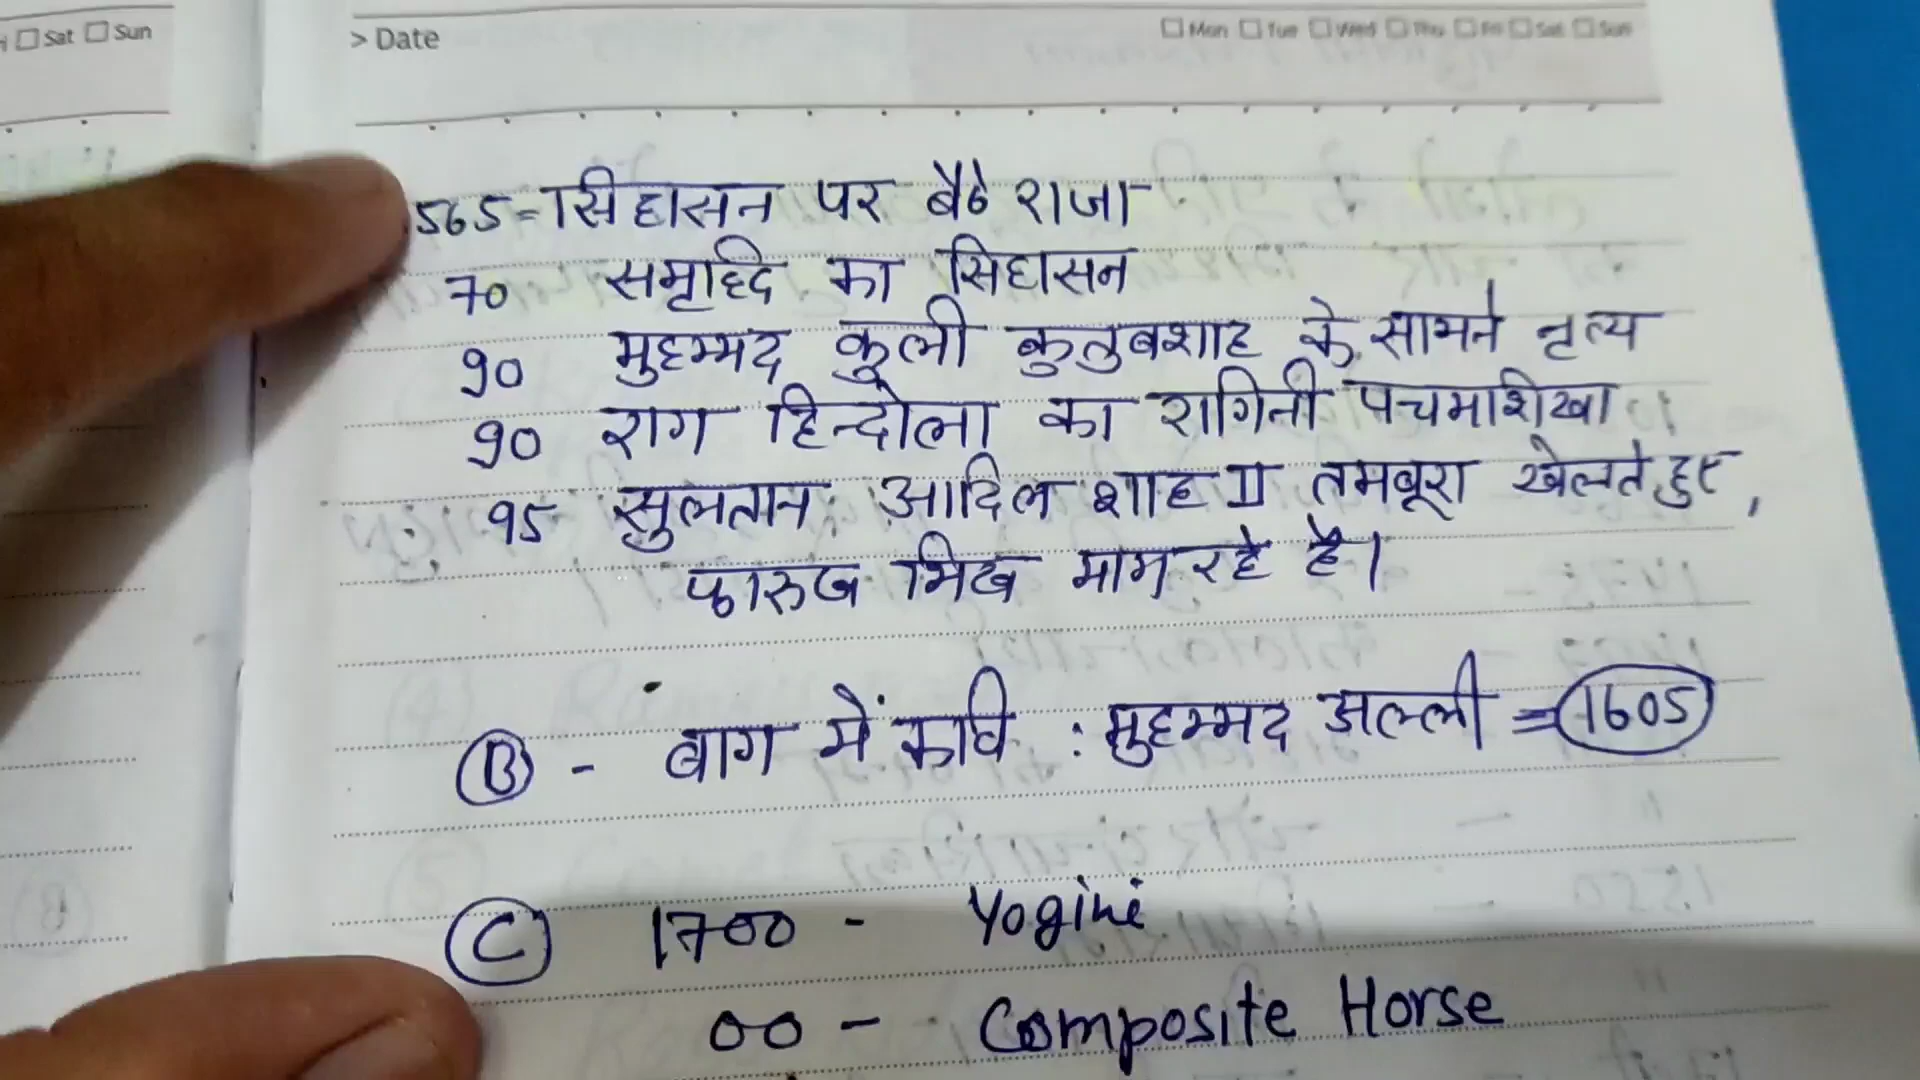 ☐Sat ☐Sun
> Date ☐Mon ☐Tue ☐Wed ☐Thu ☐Fri ☐Sat ☐Sun
565=सिंहासन पर बैठे राजा
70 समृध्दि का सिंहासन
90 मुहम्मद कुली कुतुबशाह के सामने नृत्य
90 राग हिन्दोला का रागिनी पचमाशिखा
95 सुलतान आदिल शाह II तमबूरा खेलते हुए,
फारुख भिख माग रहे है।
(B) - बाग में कवि : मुहम्मद अल्ली = 1605
(C) 1700 - Yogini
00 - Composite Horse